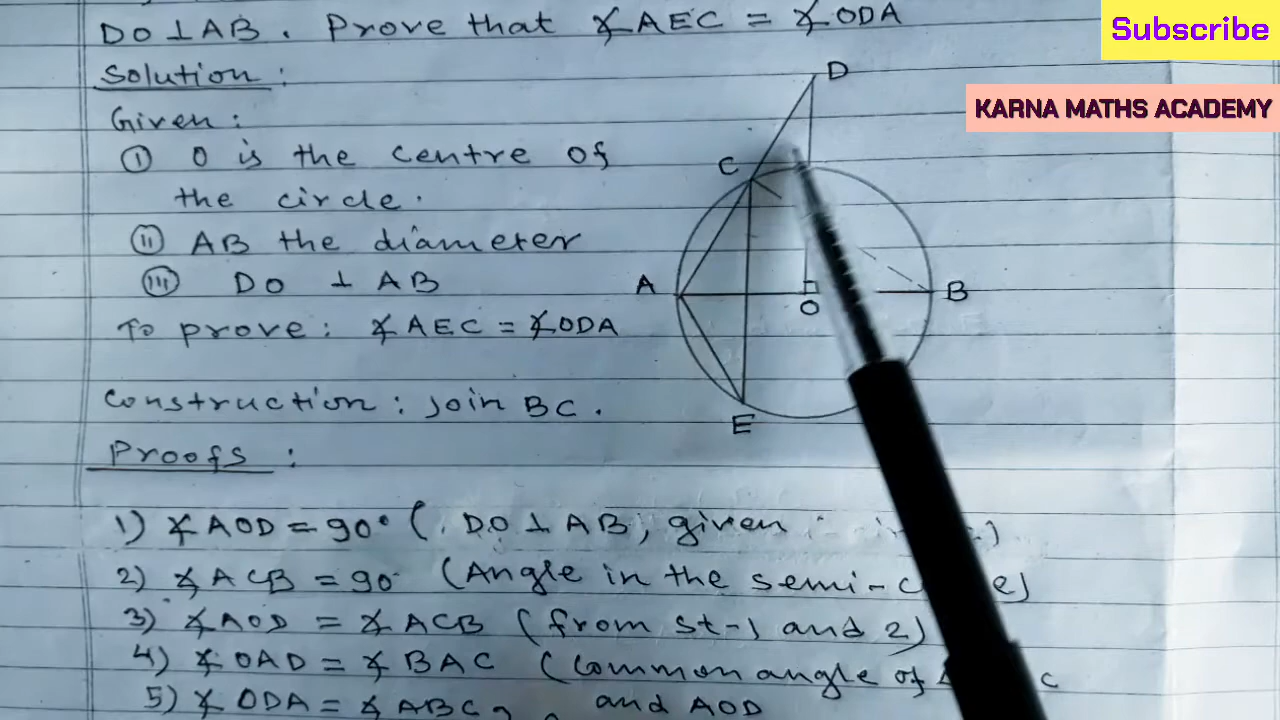 DO⊥AB. Prove that ∡AEC = ∡ODA
Subscribe
KARNA MATHS ACADEMY
Solution:
Given:
(i) O is the centre of
the circle.
(ii) AB the diameter
(iii) DO ⊥ AB
To prove: ∡AEC = ∡ODA
Construction: Join BC.
Proofs:
1) ∡AOD = 90° (. DO⊥AB, given
2) ∡ACB = 90° (Angle in the semi-
3) ∡AOD = ∡ACB (from st-1 and 2)
4) ∡OAD = ∡BAC (Common angle of
5) ∡ODA = ∡ABC and AOD
D
C
A
B
O
E